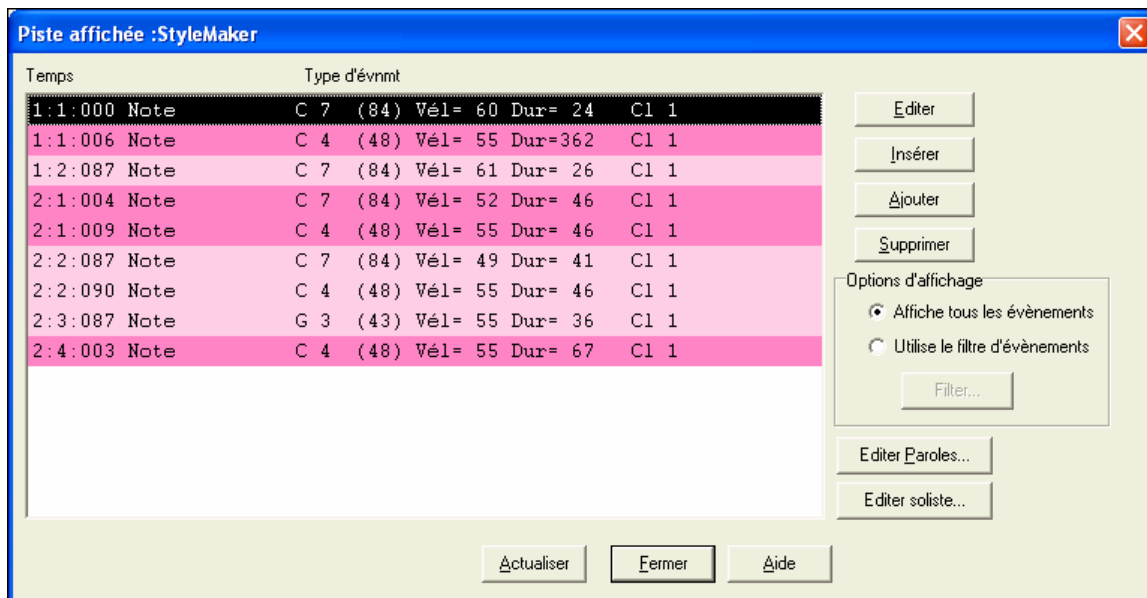 Piste affichée :StyleMaker
Temps Type d'évnmt
1:1:000 Note C 7 (84) Vél= 60 Dur= 24 Cl 1
1:1:006 Note C 4 (48) Vél= 55 Dur=362 Cl 1
1:2:087 Note C 7 (84) Vél= 61 Dur= 26 Cl 1
2:1:004 Note C 7 (84) Vél= 52 Dur= 46 Cl 1
2:1:009 Note C 4 (48) Vél= 55 Dur= 46 Cl 1
2:2:087 Note C 7 (84) Vél= 49 Dur= 41 Cl 1
2:2:090 Note C 4 (48) Vél= 55 Dur= 46 Cl 1
2:3:087 Note G 3 (43) Vél= 55 Dur= 36 Cl 1
2:4:003 Note C 4 (48) Vél= 55 Dur= 67 Cl 1
Editer
Insérer
Ajouter
Supprimer
Options d'affichage
Affiche tous les évènements
Utilise le filtre d'évènements
Filter...
Editer Paroles...
Editer soliste...
Actualiser
Fermer
Aide